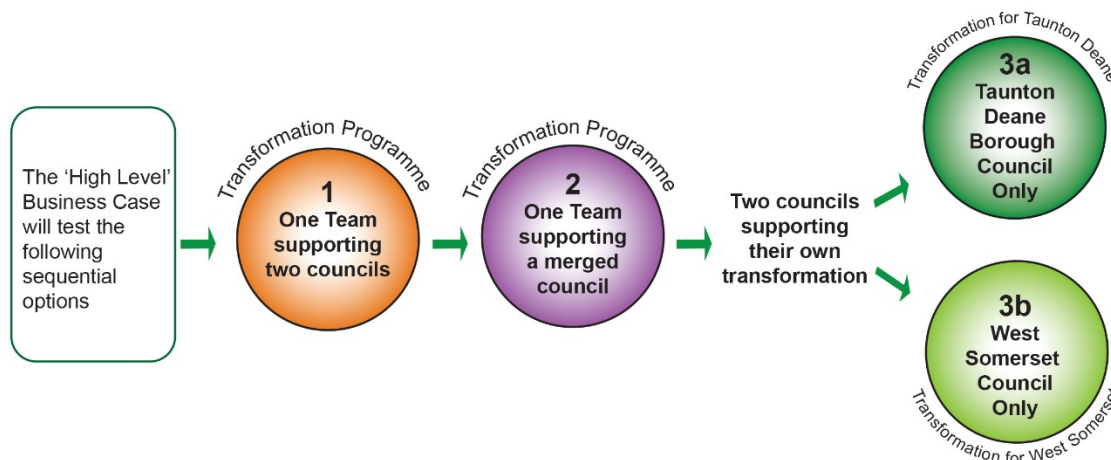 The 'High Level'
Business Case
will test the
following
sequential
options
Transformation Programme
1
One Team
supporting
two councils
Transformation Programme
2
One Team
supporting
a merged
council
Two councils
supporting
their own
transformation
Transformation for Taunton Deane
3a
Taunton
Deane
Borough
Council
Only
3b
West
Somerset
Council
Only
Transformation for West Somerset